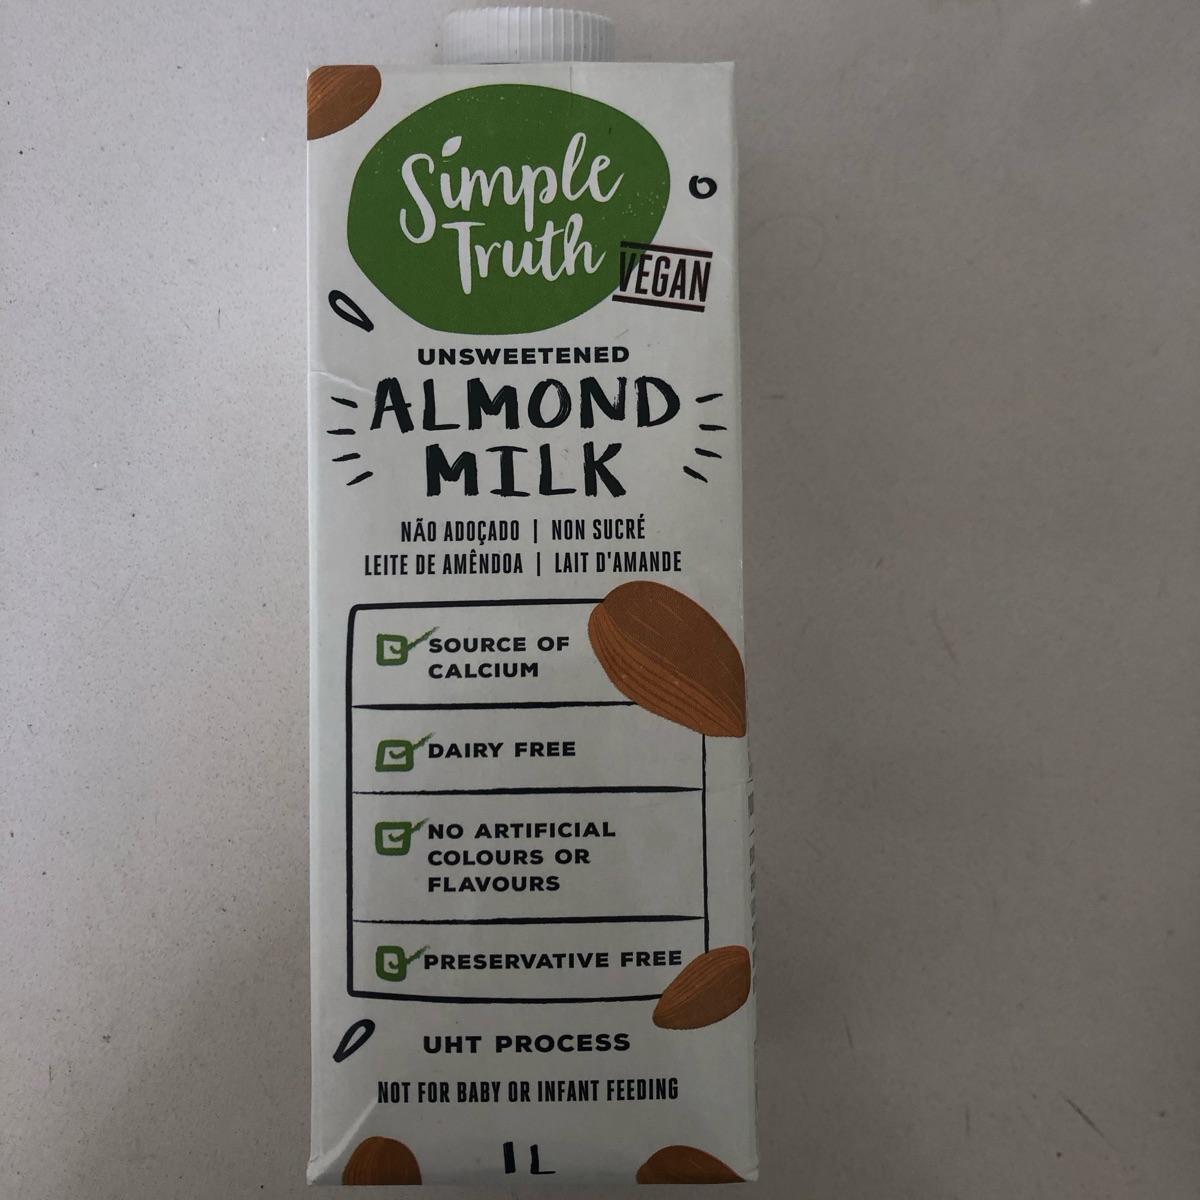 Simple
Truth
VEGAN
UNSWEETENED
ALMOND
MILK
NÃO ADOÇADO | NON SUCRÉ
LEITE DE AMÊNDOA | LAIT D'AMANDE
SOURCE OF
CALCIUM
DAIRY FREE
NO ARTIFICIAL
COLOURS OR
FLAVOURS
PRESERVATIVE FREE
UHT PROCESS
NOT FOR BABY OR INFANT FEEDING
1L